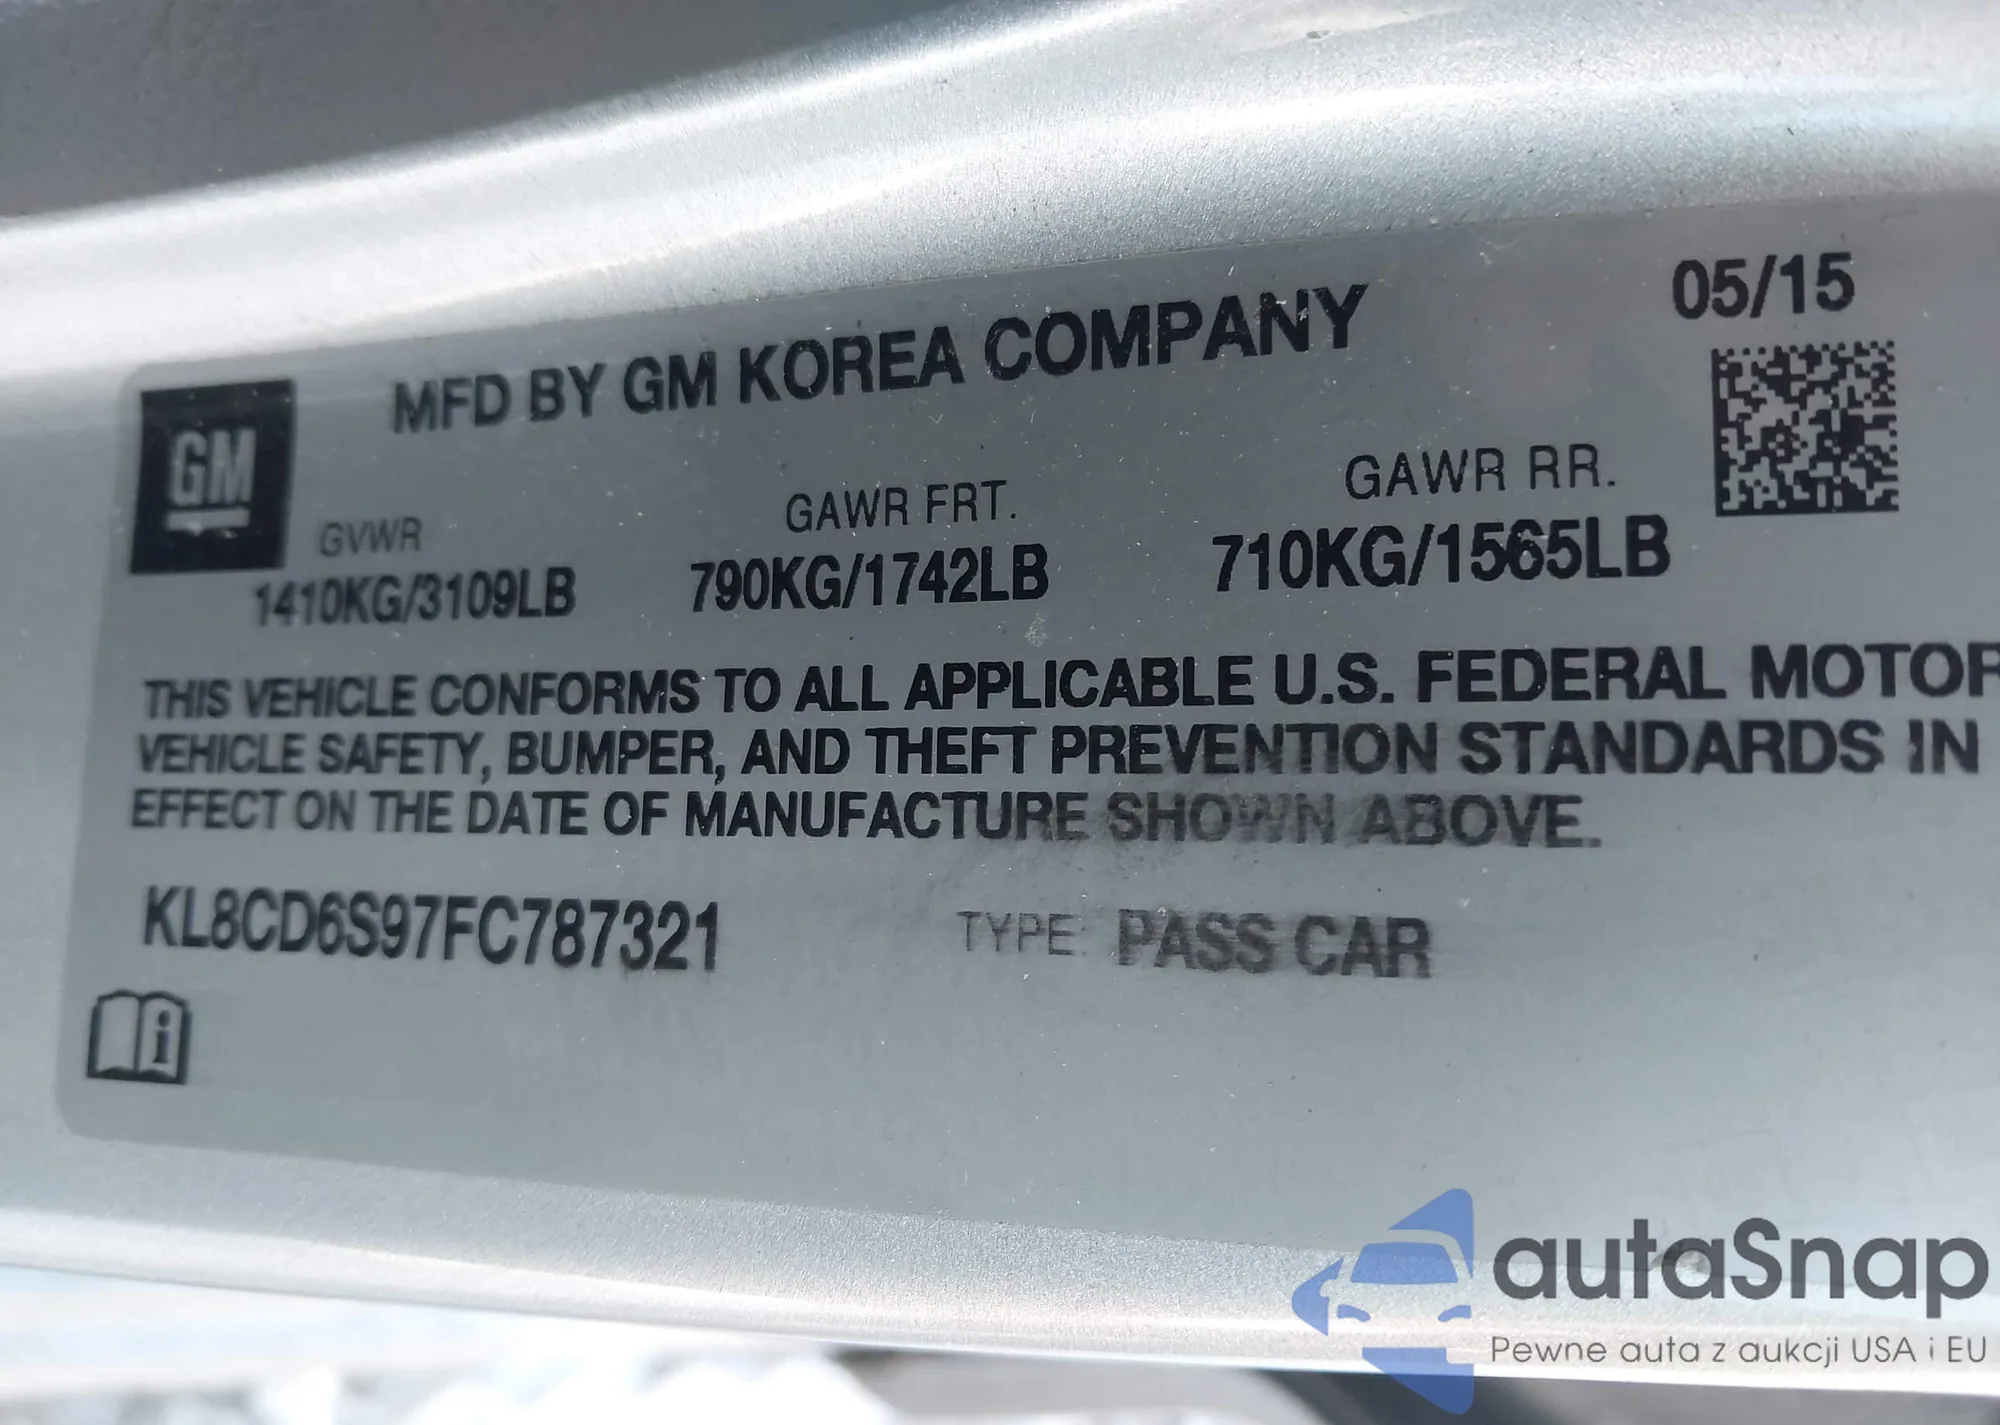 MFD BY GM KOREA COMPANY
05/15
GM
GVWR
GAWR FRT.
GAWR RR.
1410KG/3109LB
790KG/1742LB
710KG/1565LB
THIS VEHICLE CONFORMS TO ALL APPLICABLE U.S. FEDERAL MOTOR
VEHICLE SAFETY, BUMPER, AND THEFT PREVENTION STANDARDS IN
EFFECT ON THE DATE OF MANUFACTURE SHOWN ABOVE.
KL8CD6S97FC787321
TYPE: PASS CAR
i
autaSnap
Pewne auta z aukcji USA i EU